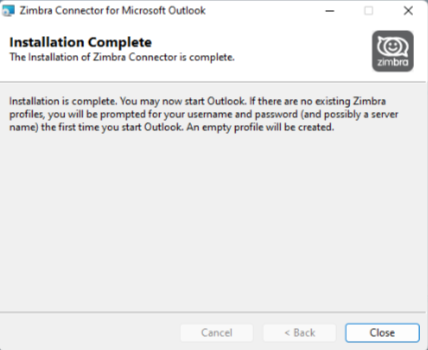 Zimbra Connector for Microsoft Outlook
Installation Complete
The Installation of Zimbra Connector is complete.
zimbra
Installation is complete. You may now start Outlook. If there are no existing Zimbra
profiles, you will be prompted for your username and password (and possibly a server
name) the first time you start Outlook. An empty profile will be created.
Cancel
< Back
Close